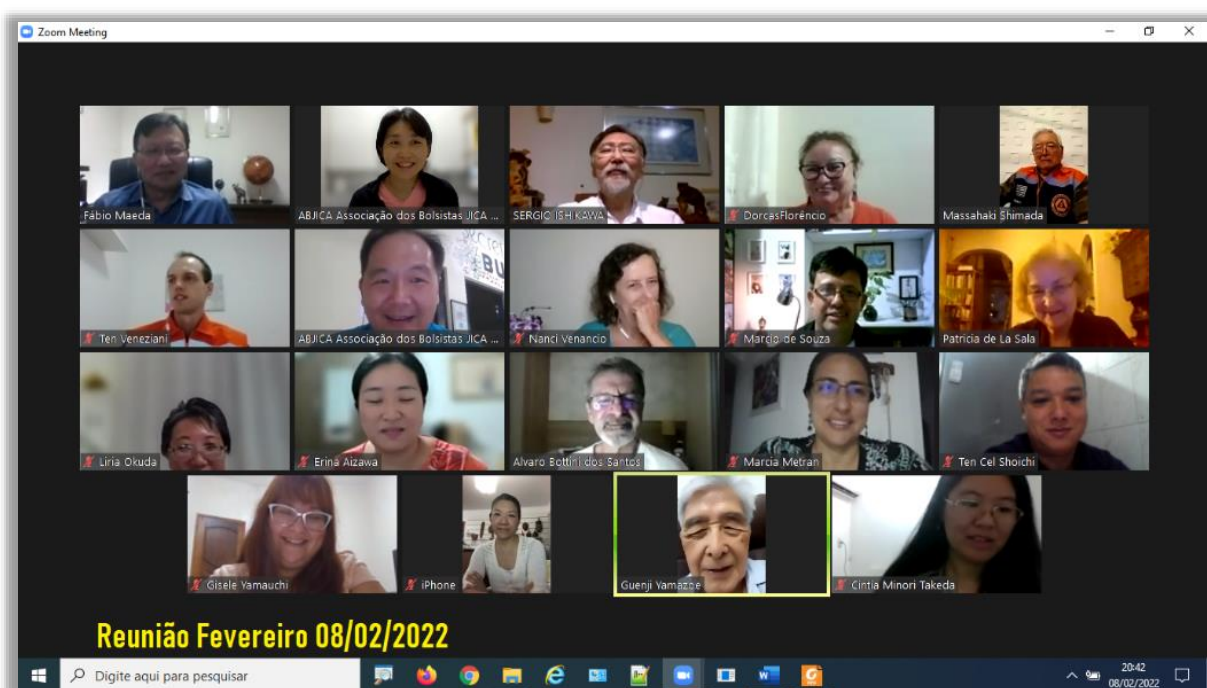 Zoom Meeting
Fábio Maeda
ABJICA Associação dos Bolsistas JICA ...
SERGIO ISHIKAWA
DorcasFlorêncio
Massahaki Shimada
Ten Veneziani
ABJICA Associação dos Bolsistas JICA ...
Nanci Venancio
Marcio de Souza
Patricia de La Sala
Liria Okuda
Erina Aizawa
Alvaro Bottini dos Santos
Marcia Metran
Ten Cel Shoichi
Gisele Yamauchi
iPhone
Guenji Yamazoe
Cintia Minori Takeda
Reunião Fevereiro 08/02/2022
Digite aqui para pesquisar
20:42
08/02/2022